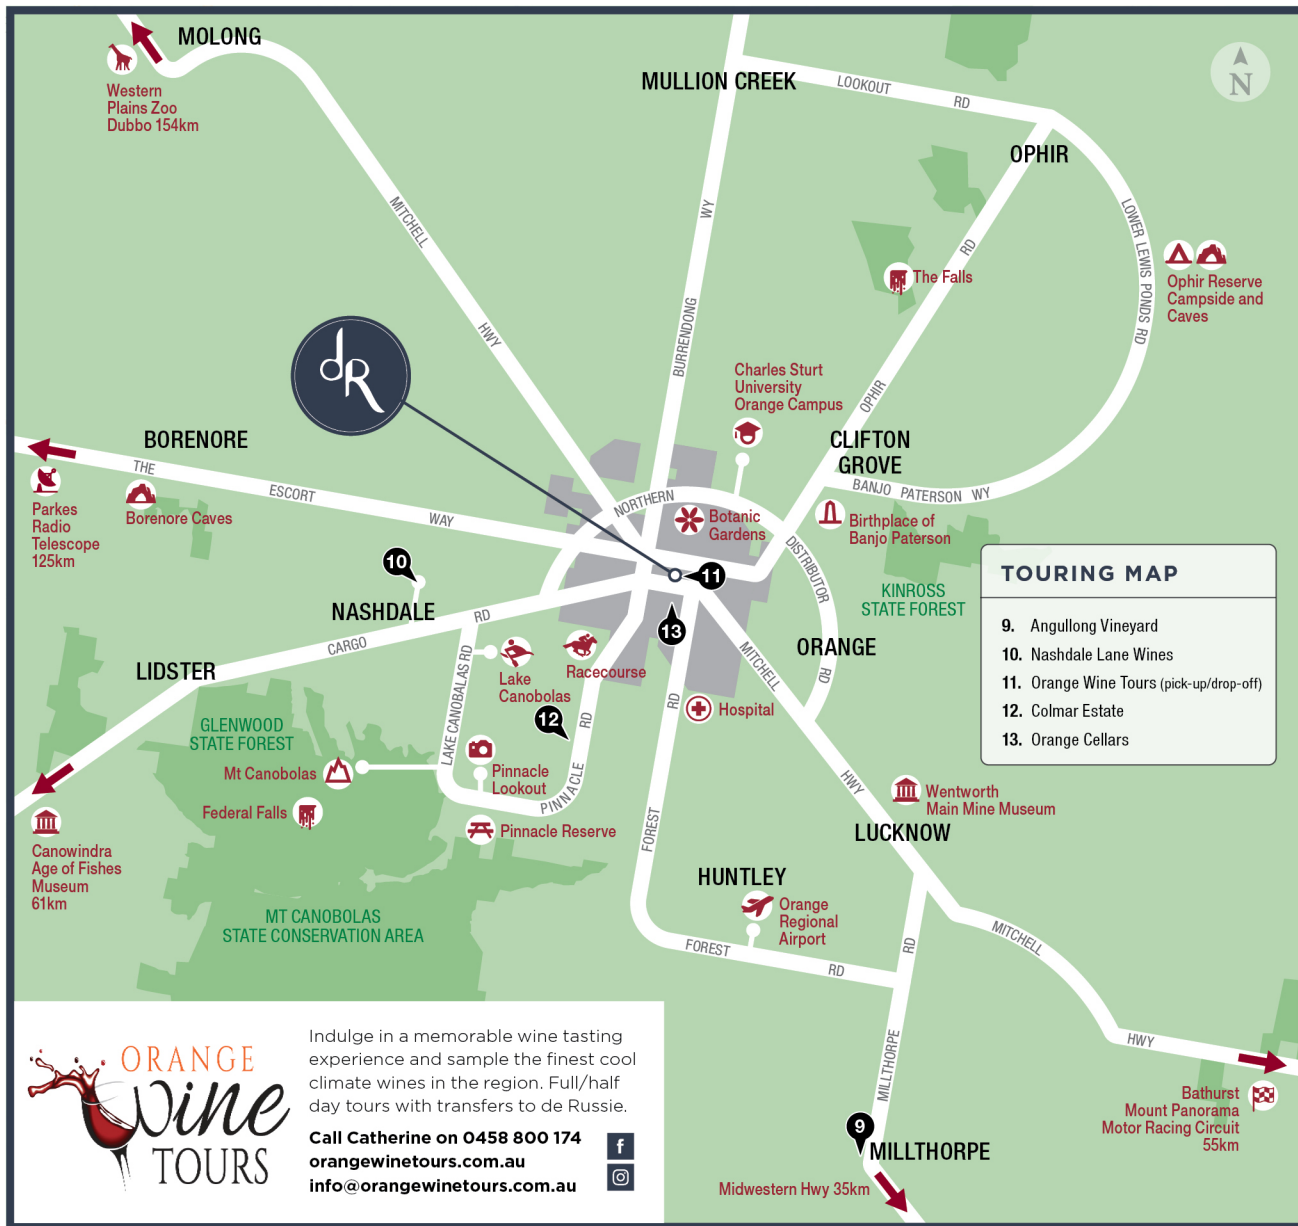 MOLONG
Western
Plains Zoo
Dubbo 154km
MULLION CREEK
LOOKOUT
RD
N
OPHIR
MITCHELL
HWY
WY
BURRENDONG
RD
OPHIR
LOWER LEWIS PONDS RD
The Falls
Ophir Reserve
Campside and
Caves
dR
Charles Sturt
University
Orange Campus
BORENORE
THE
ESCORT
WAY
Parkes
Radio
Telescope
125km
Borenore Caves
CLIFTON
GROVE
BANJO PATERSON WY
NORTHERN
DISTRIBUTOR
RD
Botanic
Gardens
Birthplace of
Banjo Paterson
KINROSS
STATE FOREST
TOURING MAP
9. Angullong Vineyard
10. Nashdale Lane Wines
11. Orange Wine Tours (pick-up/drop-off)
12. Colmar Estate
13. Orange Cellars
10
11
13
NASHDALE
RD
CARGO
LIDSTER
ORANGE
MITCHELL
HWY
Lake
Canobolas
Racecourse
LAKE CANOBALAS RD
12
RD
PINNACLE
RD
FOREST
Hospital
GLENWOOD
STATE FOREST
Mt Canobolas
Federal Falls
Pinnacle
Lookout
Pinnacle Reserve
Canowindra
Age of Fishes
Museum
61km
MT CANOBOLAS
STATE CONSERVATION AREA
Wentworth
Main Mine Museum
LUCKNOW
HUNTLEY
Orange
Regional
Airport
FOREST
RD
RD
MILLTHORPE
MITCHELL
HWY
Bathurst
Mount Panorama
Motor Racing Circuit
55km
9
MILLTHORPE
Midwestern Hwy 35km
ORANGE
Wine
TOURS
Indulge in a memorable wine tasting
experience and sample the finest cool
climate wines in the region. Full/half
day tours with transfers to de Russie.
Call Catherine on 0458 800 174
orangewinetours.com.au
info@orangewinetours.com.au
f